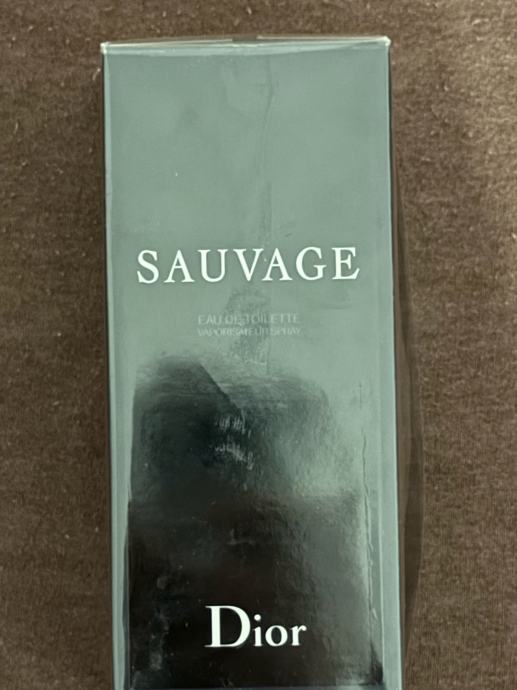 SAUVAGE
EAU DE TOILETTE
VAPORISATEUR SPRAY
Dior